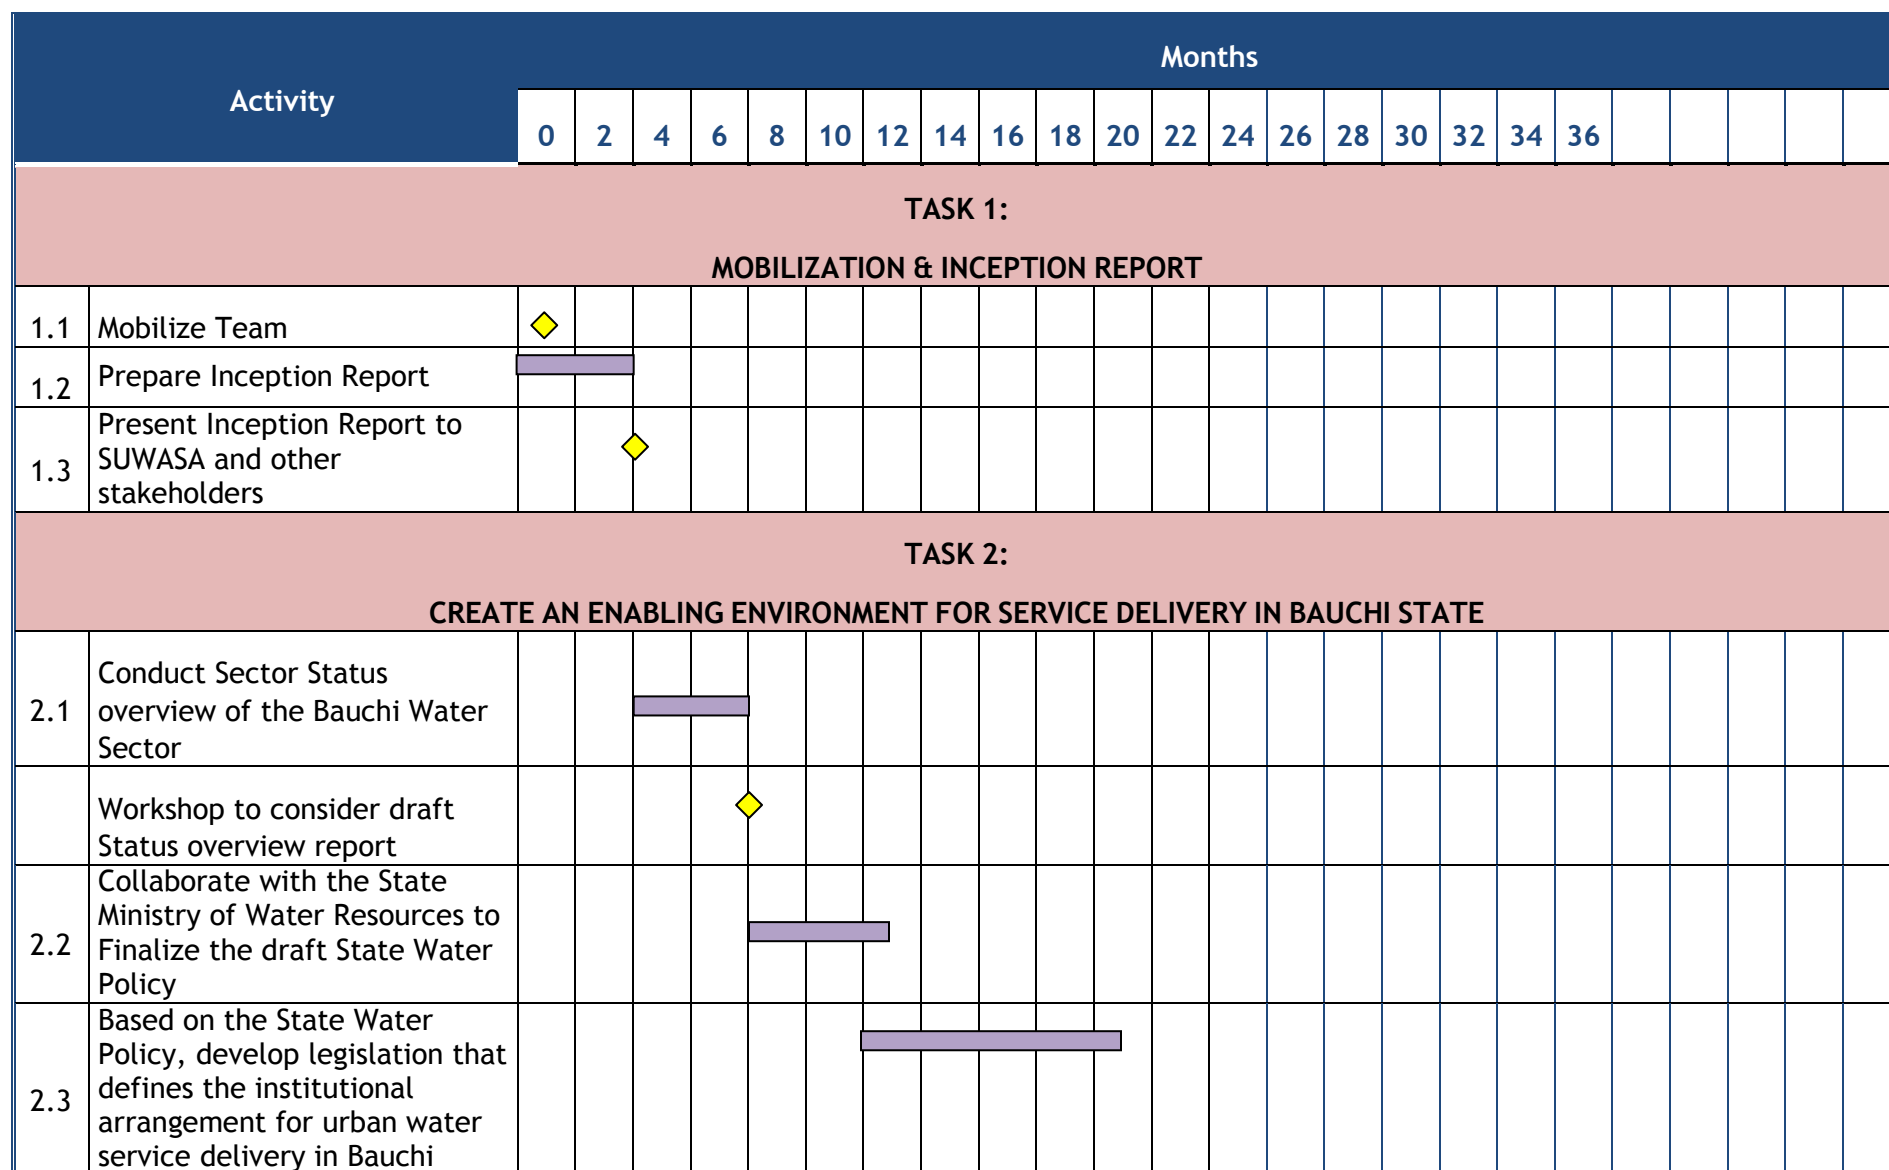 Months
Activity
0 2 4 6 8 10 12 14 16 18 20 22 24 26 28 30 32 34 36
TASK 1:
MOBILIZATION & INCEPTION REPORT
1.1 Mobilize Team
1.2 Prepare Inception Report
1.3 Present Inception Report to
SUWASA and other
stakeholders
TASK 2:
CREATE AN ENABLING ENVIRONMENT FOR SERVICE DELIVERY IN BAUCHI STATE
2.1 Conduct Sector Status
overview of the Bauchi Water
Sector
Workshop to consider draft
Status overview report
2.2 Collaborate with the State
Ministry of Water Resources to
Finalize the draft State Water
Policy
2.3 Based on the State Water
Policy, develop legislation that
defines the institutional
arrangement for urban water
service delivery in Bauchi